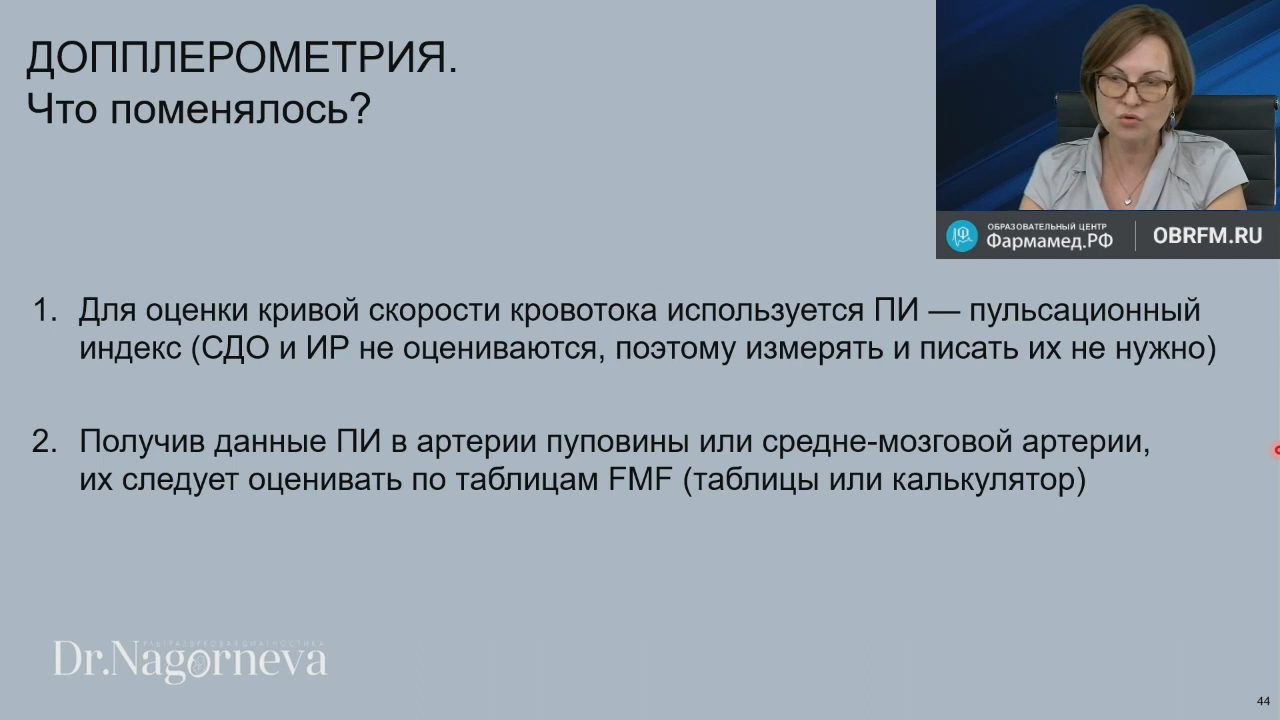 ДОППЛЕРОМЕТРИЯ.
Что поменялось?
ОБРАЗОВАТЕЛЬНЫЙ ЦЕНТР
Фармамед.РФ
OBRFM.RU
1. Для оценки кривой скорости кровотока используется ПИ — пульсационный
индекс (СДО и ИР не оцениваются, поэтому измерять и писать их не нужно)
2. Получив данные ПИ в артерии пуповины или средне-мозговой артерии,
их следует оценивать по таблицам FMF (таблицы или калькулятор)
УЛЬТРАЗВУКОВАЯ ДИАГНОСТИКА
Dr.Nagorneva
44